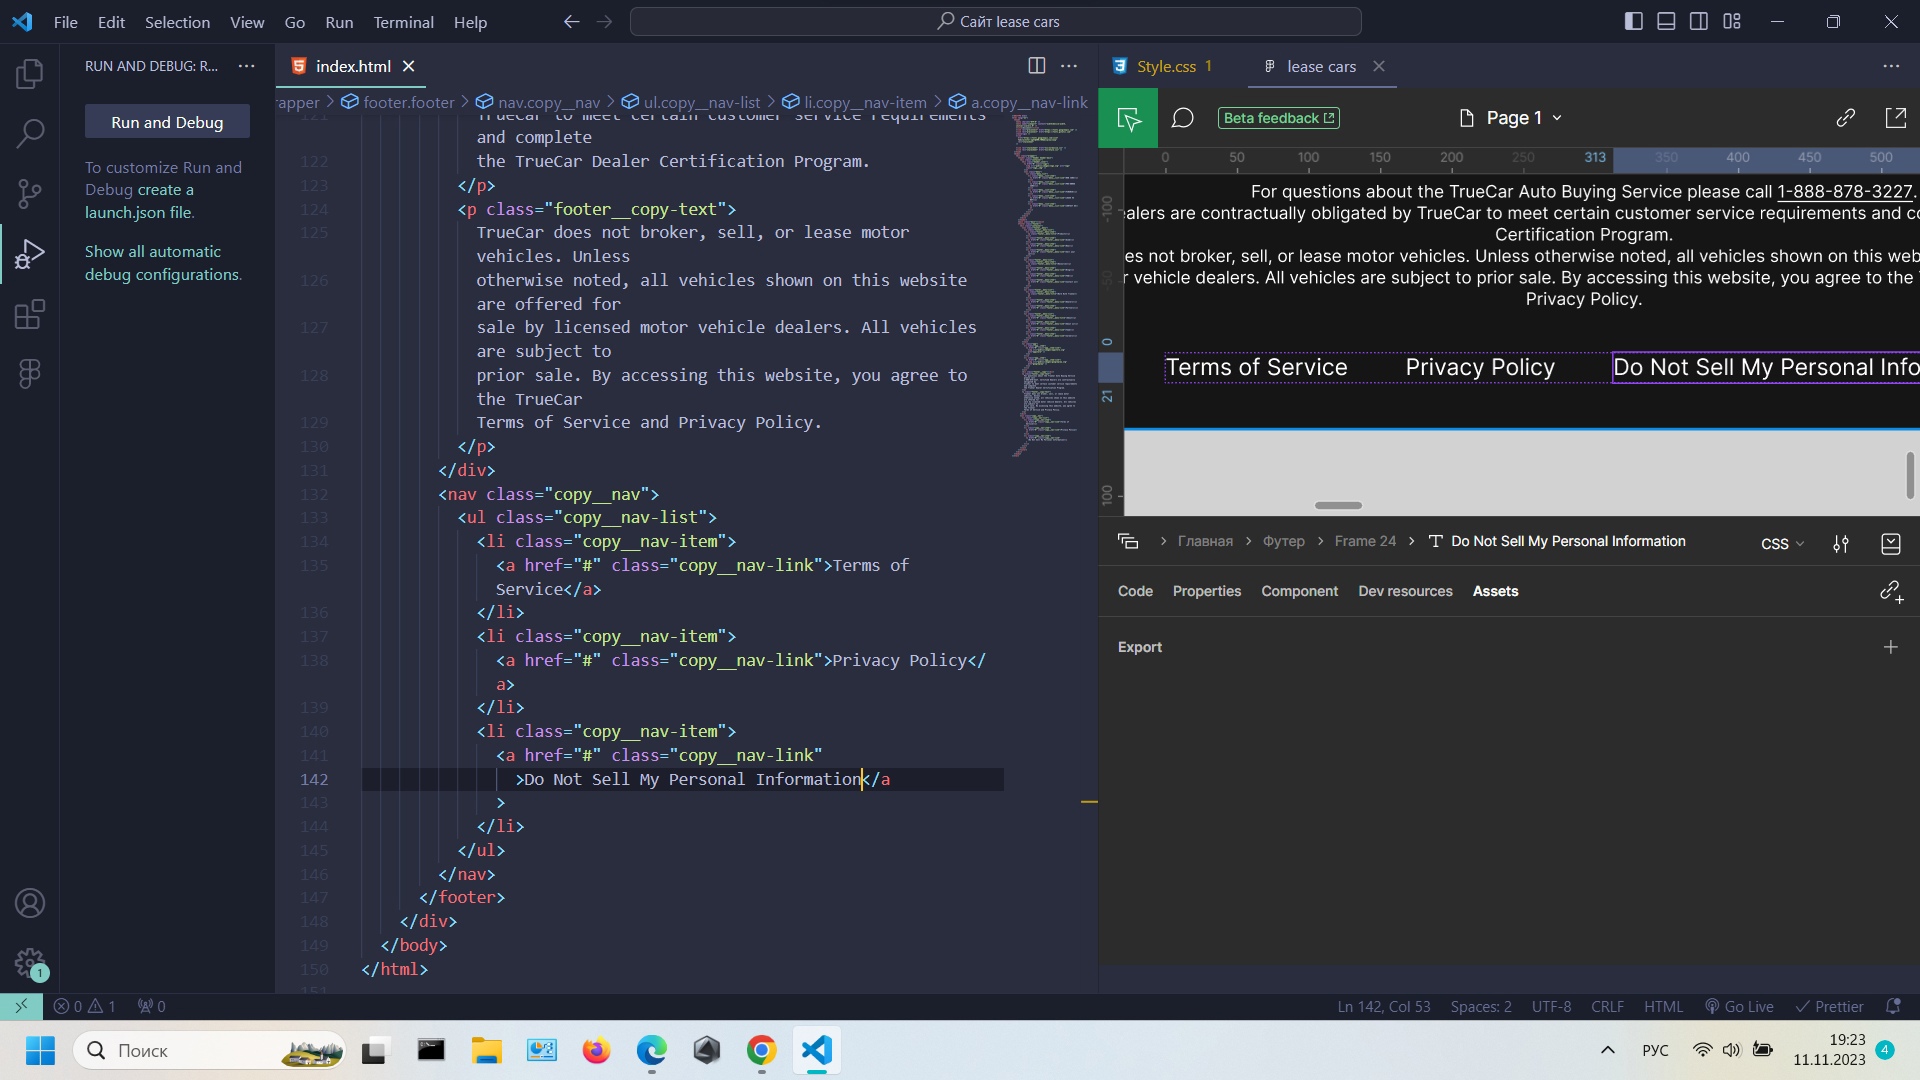 File Edit Selection View Go Run Terminal Help
Сайт lease cars
RUN AND DEBUG: R...
Run and Debug
To customize Run and
Debug create a
launch.json file.
Show all automatic
debug configurations.
1
index.html
apper > footer.footer > nav.copy__nav > ul.copy__nav-list > li.copy__nav-item > a.copy__nav-link
121 TrueCar to meet certain customer service requirements
and complete
122 the TrueCar Dealer Certification Program.
123 </p>
124 <p class="footer__copy-text">
125 TrueCar does not broker, sell, or lease motor
vehicles. Unless
126 otherwise noted, all vehicles shown on this website
are offered for
127 sale by licensed motor vehicle dealers. All vehicles
are subject to
128 prior sale. By accessing this website, you agree to
the TrueCar
129 Terms of Service and Privacy Policy.
130 </p>
131 </div>
132 <nav class="copy__nav">
133 <ul class="copy__nav-list">
134 <li class="copy__nav-item">
135 <a href="#" class="copy__nav-link">Terms of
Service</a>
136 </li>
137 <li class="copy__nav-item">
138 <a href="#" class="copy__nav-link">Privacy Policy</
a>
139 </li>
140 <li class="copy__nav-item">
141 <a href="#" class="copy__nav-link"
142 >Do Not Sell My Personal Information</a
143 >
144 </li>
145 </ul>
146 </nav>
147 </footer>
148 </div>
149 </body>
150 </html>
151
Style.css 1
lease cars
Beta feedback
Page 1
0 50 100 150 200 250 313 350 400 450 500
-100
-50
0
21
100
For questions about the TrueCar Auto Buying Service please call 1-888-878-3227.
alers are contractually obligated by TrueCar to meet certain customer service requirements and co
Certification Program.
es not broker, sell, or lease motor vehicles. Unless otherwise noted, all vehicles shown on this web
r vehicle dealers. All vehicles are subject to prior sale. By accessing this website, you agree to the
Privacy Policy.
Terms of Service Privacy Policy Do Not Sell My Personal Info
> Главная > Футер > Frame 24 > Do Not Sell My Personal Information
CSS
Code Properties Component Dev resources Assets
Export
0 1 0
Ln 142, Col 53 Spaces: 2 UTF-8 CRLF HTML Go Live Prettier
Поиск
РУС
19:23
11.11.2023
4